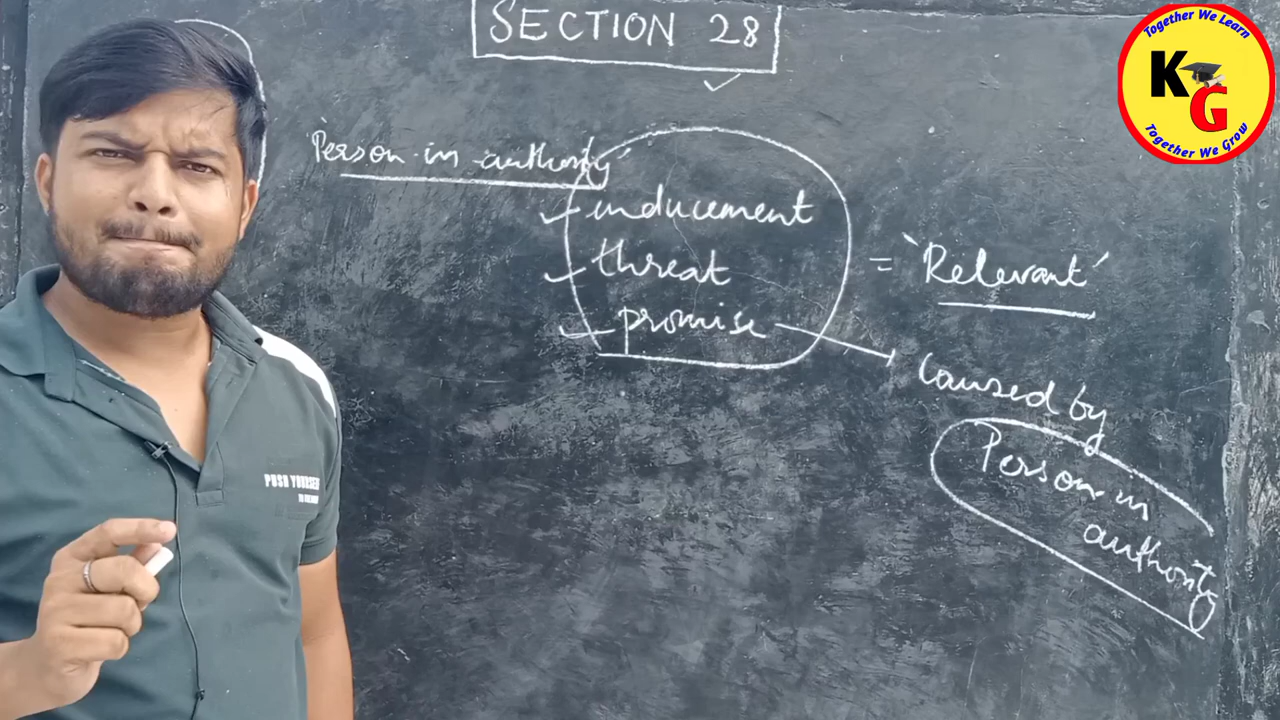 SECTION 28
'Person-in-authority'
inducement
threat
promise
= 'Relevant'
Caused by
Person-in
authority
PUSH YOURSELF
Together We Learn
KG
Together We Grow